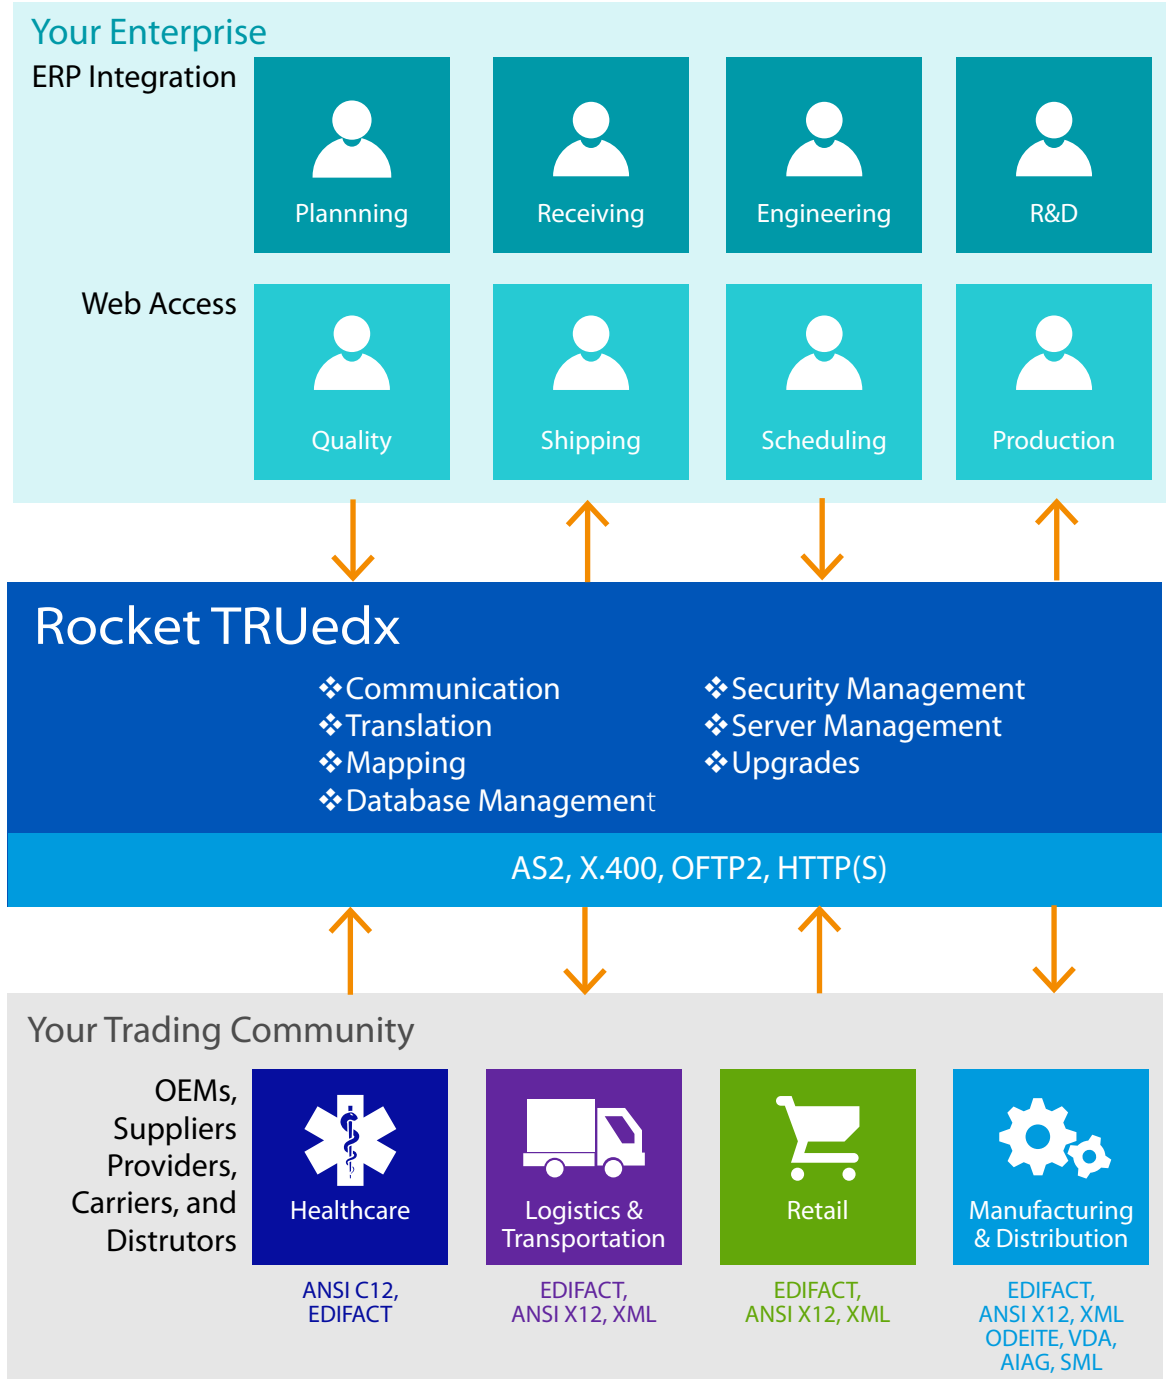 Your Enterprise
ERP Integration
Plannning
Receiving
Engineering
R&D
Web Access
Quality
Shipping
Scheduling
Production
Rocket TRUedx
❖Communication
❖Translation
❖Mapping
❖Database Management
❖Security Management
❖Server Management
❖Upgrades
AS2, X.400, OFTP2, HTTP(S)
Your Trading Community
OEMs,
Suppliers
Providers,
Carriers, and
Distrutors
Healthcare
ANSI C12,
EDIFACT
Logistics &
Transportation
EDIFACT,
ANSI X12, XML
Retail
EDIFACT,
ANSI X12, XML
Manufacturing
& Distribution
EDIFACT,
ANSI X12, XML
ODEITE, VDA,
AIAG, SML